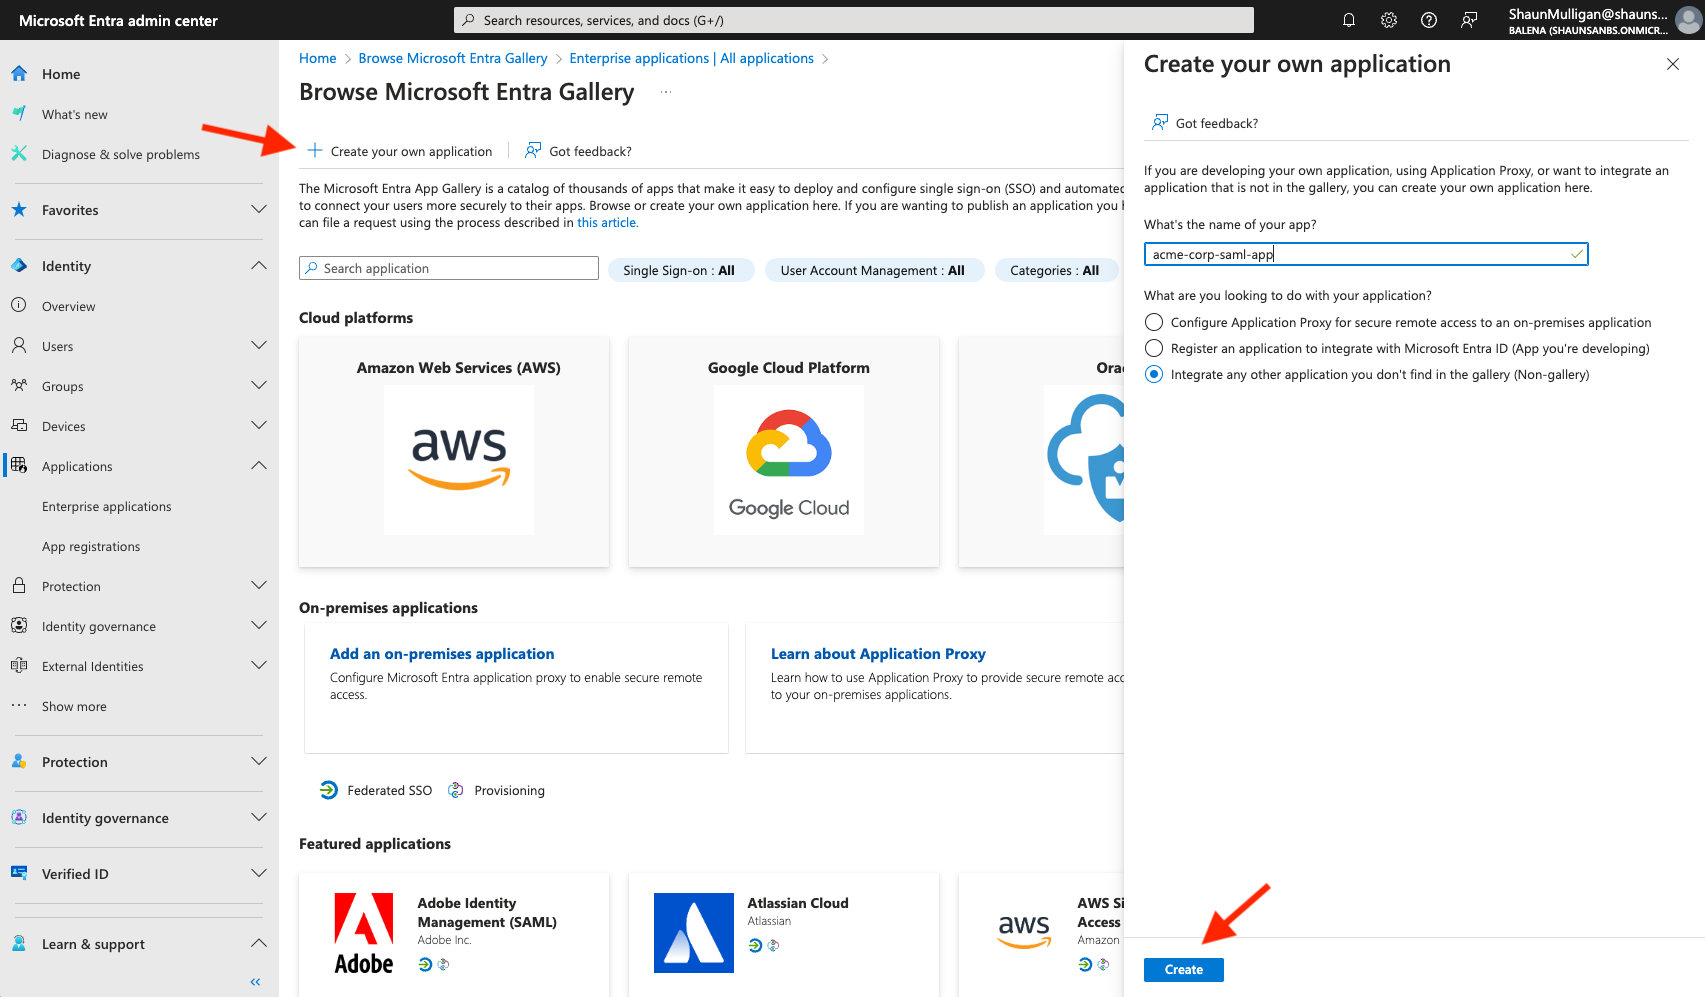 Microsoft Entra admin center
Search resources, services, and docs (G+/)
ShaunMulligan@shauns...
BALENA (SHAUNSANBS.ONMICR...
Home
What's new
Diagnose & solve problems
Favorites
Identity
Overview
Users
Groups
Devices
Applications
Enterprise applications
App registrations
Protection
Identity governance
External Identities
Show more
Protection
Identity governance
Verified ID
Learn & support
Home > Browse Microsoft Entra Gallery > Enterprise applications | All applications >
Browse Microsoft Entra Gallery ...
Create your own application
Got feedback?
The Microsoft Entra App Gallery is a catalog of thousands of apps that make it easy to deploy and configure single sign-on (SSO) and automated
to connect your users more securely to their apps. Browse or create your own application here. If you are wanting to publish an application you
can file a request using the process described in this article.
Search application
Single Sign-on : All
User Account Management : All
Categories : All
Cloud platforms
Amazon Web Services (AWS)
aws
Google Cloud Platform
Google Cloud
On-premises applications
Add an on-premises application
Configure Microsoft Entra application proxy to enable secure remote
access.
Learn about Application Proxy
Learn how to use Application Proxy to provide secure remote
to your on-premises applications.
Federated SSO
Provisioning
Featured applications
Adobe
Adobe Identity
Management (SAML)
Adobe Inc.
Atlassian Cloud
Atlassian
aws
AWS
Access
Amazon
Create your own application
Got feedback?
If you are developing your own application, using Application Proxy, or want to integrate an
application that is not in the gallery, you can create your own application here.
What's the name of your app?
acme-corp-saml-app
What are you looking to do with your application?
Configure Application Proxy for secure remote access to an on-premises application
Register an application to integrate with Microsoft Entra ID (App you're developing)
Integrate any other application you don't find in the gallery (Non-gallery)
Create